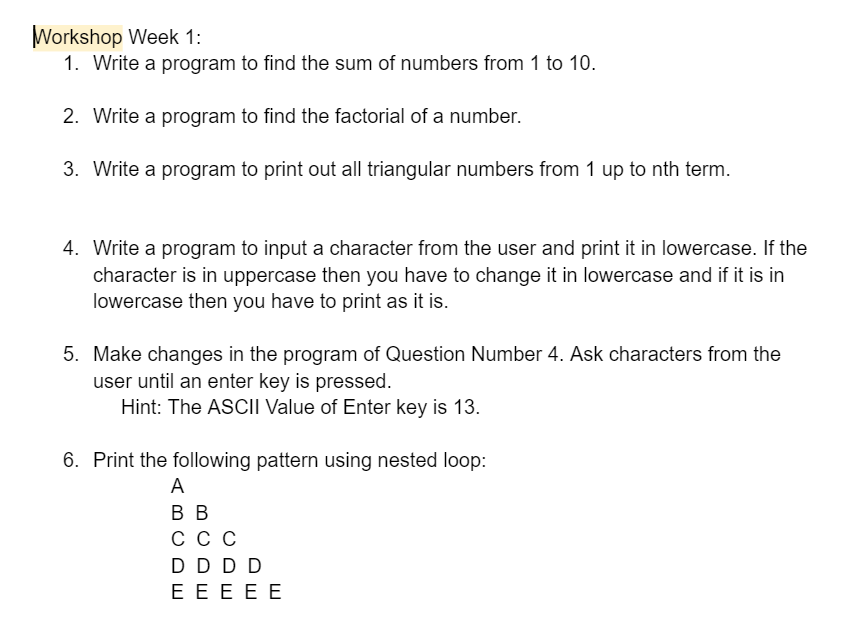 Workshop Week 1:
1. Write a program to find the sum of numbers from 1 to 10.
2. Write a program to find the factorial of a number.
3. Write a program to print out all triangular numbers from 1 up to nth term.
4. Write a program to input a character from the user and print it in lowercase. If the
character is in uppercase then you have to change it in lowercase and if it is in
lowercase then you have to print as it is.
5. Make changes in the program of Question Number 4. Ask characters from the
user until an enter key is pressed.
Hint: The ASCII Value of Enter key is 13.
6. Print the following pattern using nested loop:
A
B B
C C C
D D D D
E E E E E